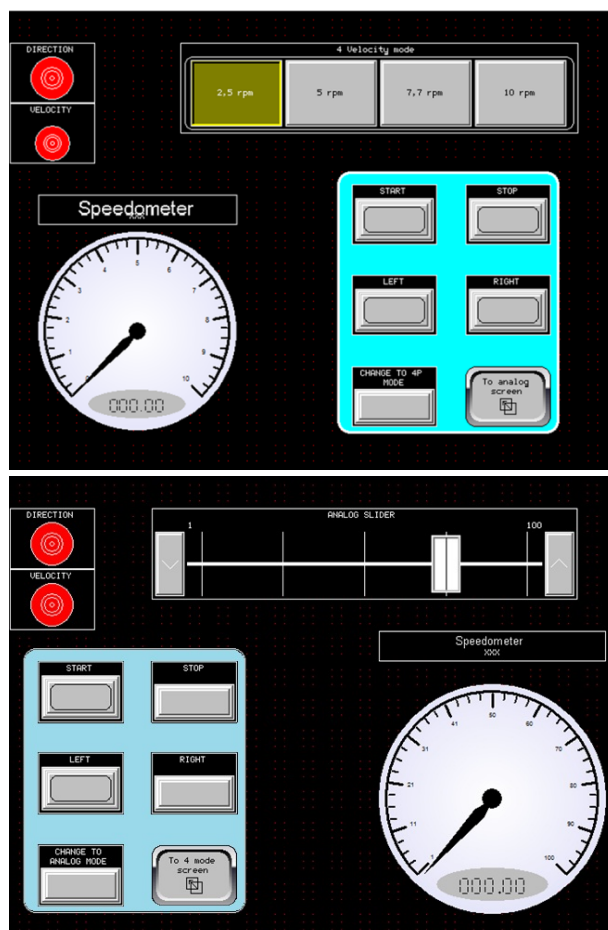 DIRECTION
4 Velocity mode
2,5 rpm
5 rpm
7,7 rpm
10 rpm
VELOCITY
START
STOP
Speedometer
XXX
LEFT
RIGHT
0
1
2
3
4
5
6
7
8
9
10
000.00
CHANGE TO 4P
MODE
To analog
screen
DIRECTION
ANALOG SLIDER
1
100
VELOCITY
Speedometer
XXX
START
STOP
LEFT
RIGHT
1
11
21
31
41
50
60
70
80
90
100
000.00
CHANGE TO
ANALOG MODE
To 4 mode
screen